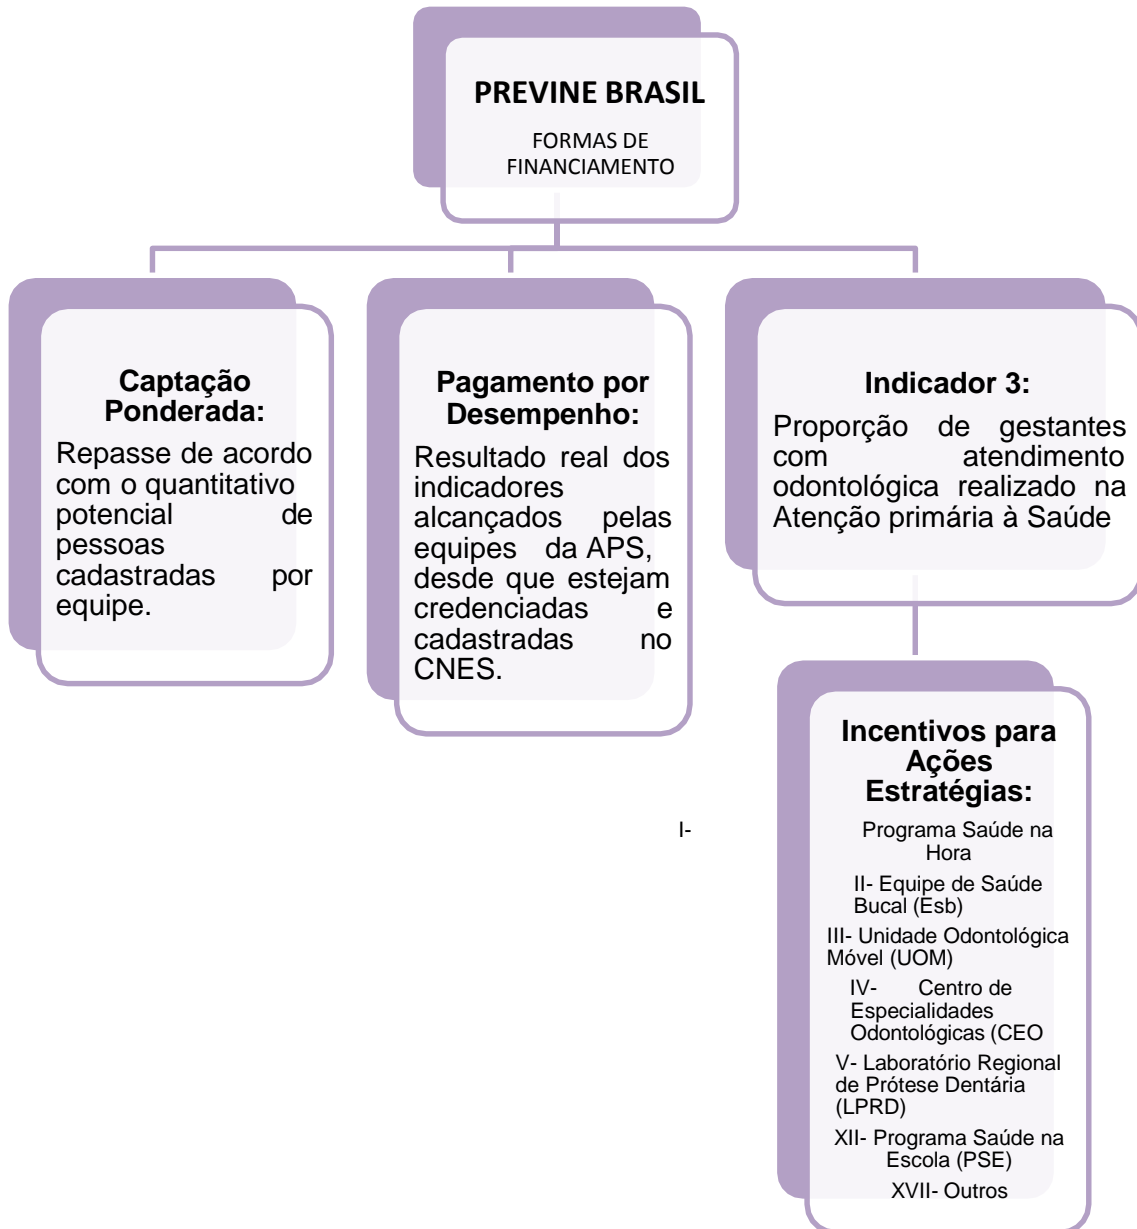 PREVINE BRASIL
FORMAS DE
FINANCIAMENTO
Captação
Ponderada:
Repasse de acordo
com o quantitativo
potencial de
pessoas
cadastradas por
equipe.
Pagamento por
Desempenho:
Resultado real dos
indicadores
alcançados pelas
equipes da APS,
desde que estejam
credenciadas e
cadastradas no
CNES.
Indicador 3:
Proporção de gestantes
com atendimento
odontológica realizado na
Atenção primária à Saúde
Incentivos para
Ações
Estratégias:
I- Programa Saúde na
Hora
II- Equipe de Saúde
Bucal (Esb)
III- Unidade Odontológica
Móvel (UOM)
IV- Centro de
Especialidades
Odontológicas (CEO
V- Laboratório Regional
de Prótese Dentária
(LPRD)
XII- Programa Saúde na
Escola (PSE)
XVII- Outros